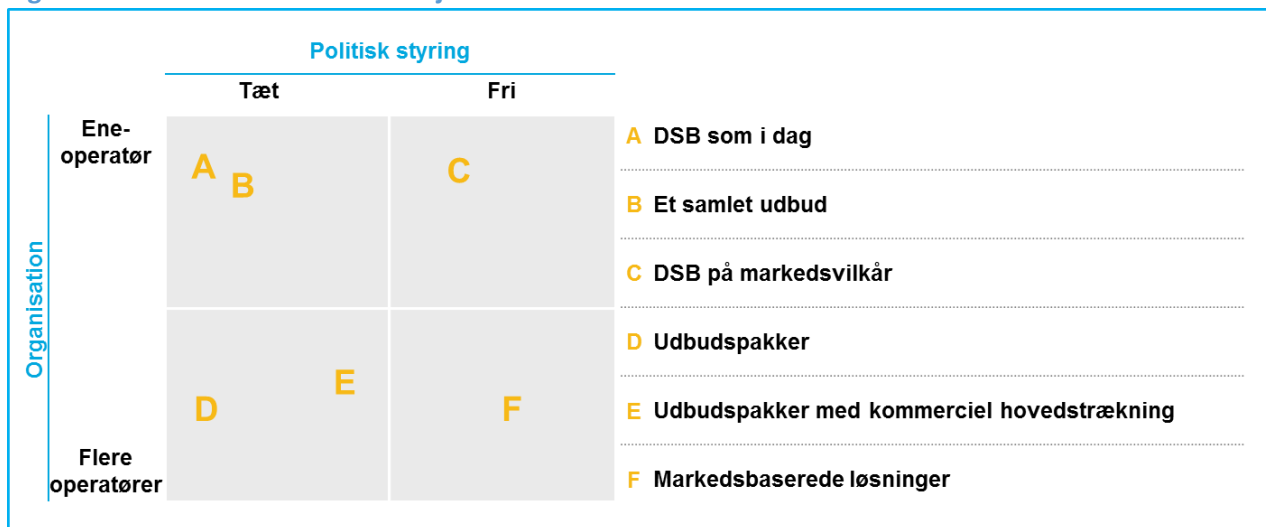 Politisk styring
Tæt
Fri
Organisation
Ene-
operatør
Flere
operatører
A
B
C
D
E
F
A DSB som i dag
B Et samlet udbud
C DSB på markedsvilkår
D Udbudspakker
E Udbudspakker med kommerciel hovedstrækning
F Markedsbaserede løsninger